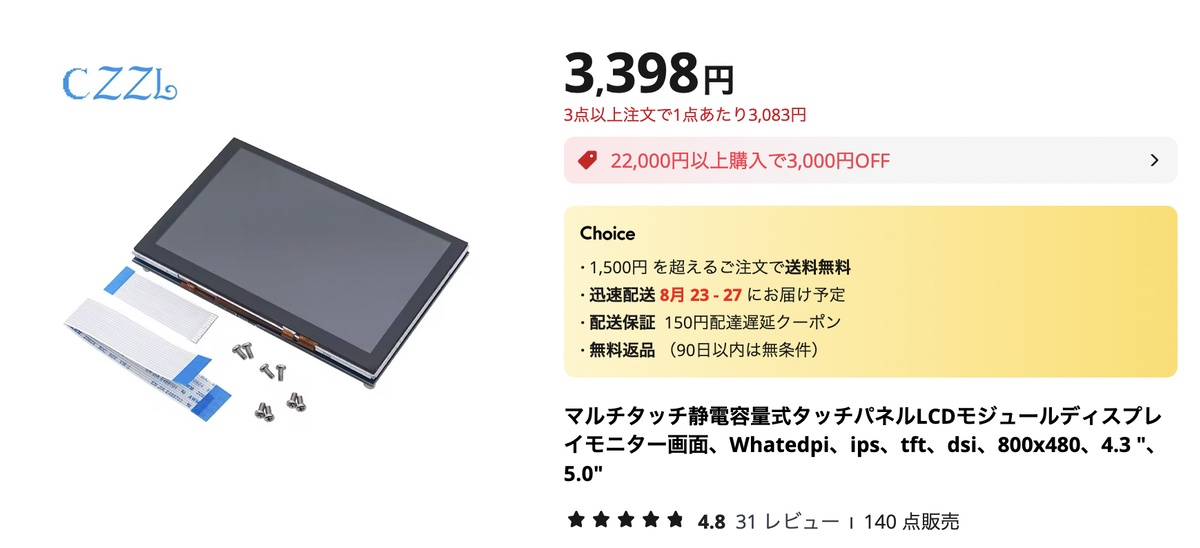 CZZL
3,398円
3点以上注文で1点あたり3,083円
22,000円以上購入で3,000円OFF
Choice
・1,500円 を超えるご注文で送料無料
・迅速配送 8月 23 - 27 にお届け予定
・配送保証 150円配達遅延クーポン
・無料返品 （90日以内は無条件）
マルチタッチ静電容量式タッチパネルLCDモジュールディスプレ
イモニター画面、Whatedpi、ips、tft、dsi、800x480、4.3 "、
5.0"
4.8 31 レビュー ı 140 点販売